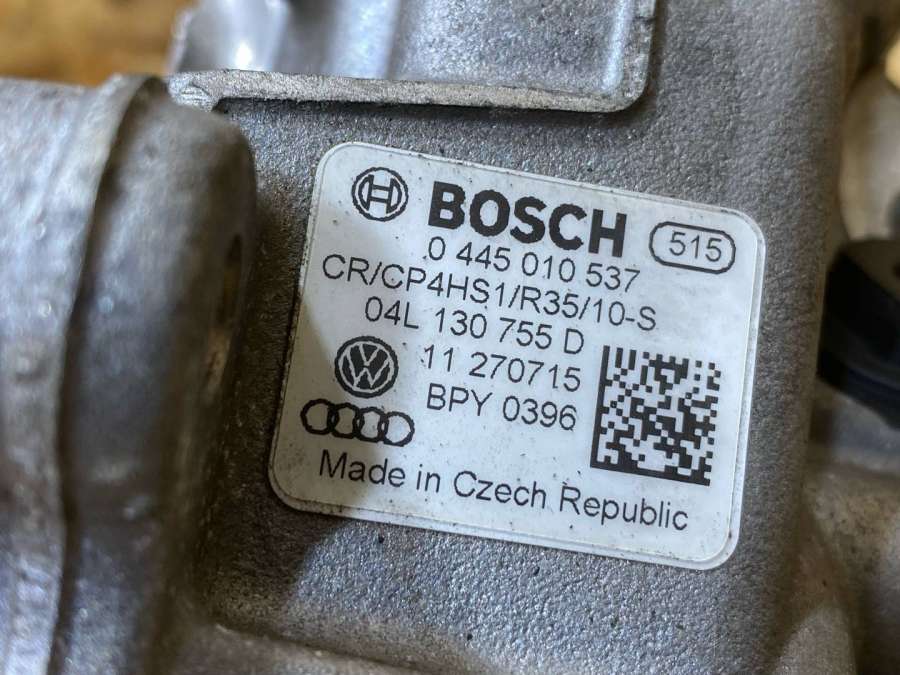 BOSCH 515
0 445 010 537
CR/CP4HS1/R35/10-S
04L 130 755 D
11 270715
BPY 0396
Made in Czech Republic